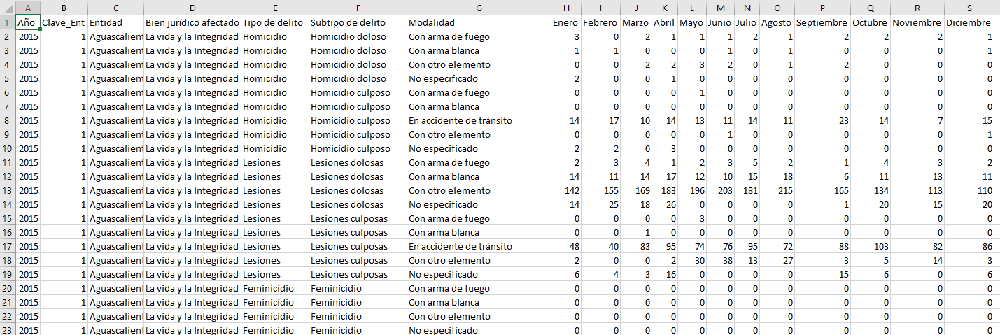 A B C D E F G H I J K L M N O P Q R S
1 Año Clave_Ent Entidad Bien jurídico afectado Tipo de delito Subtipo de delito Modalidad Enero Febrero Marzo Abril Mayo Junio Julio Agosto Septiembre Octubre Noviembre Diciembre
2 2015 1 Aguascalient La vida y la Integridad Homicidio Homicidio doloso Con arma de fuego 3 0 2 1 1 1 2 1 2 2 2 1
3 2015 1 Aguascalient La vida y la Integridad Homicidio Homicidio doloso Con arma blanca 1 1 0 0 0 1 0 1 0 0 0 1
4 2015 1 Aguascalient La vida y la Integridad Homicidio Homicidio doloso Con otro elemento 0 0 2 2 3 2 0 1 2 0 0 0
5 2015 1 Aguascalient La vida y la Integridad Homicidio Homicidio doloso No especificado 2 0 0 1 0 0 0 0 0 0 0 0
6 2015 1 Aguascalient La vida y la Integridad Homicidio Homicidio culposo Con arma de fuego 0 0 0 0 1 0 0 0 0 0 0 0
7 2015 1 Aguascalient La vida y la Integridad Homicidio Homicidio culposo Con arma blanca 0 0 0 0 0 0 0 0 0 0 0 0
8 2015 1 Aguascalient La vida y la Integridad Homicidio Homicidio culposo En accidente de tránsito 14 17 10 14 13 11 14 11 23 14 7 15
9 2015 1 Aguascalient La vida y la Integridad Homicidio Homicidio culposo Con otro elemento 0 0 0 0 0 1 0 0 0 0 0 1
10 2015 1 Aguascalient La vida y la Integridad Homicidio Homicidio culposo No especificado 2 2 0 3 0 0 0 0 0 0 0 0
11 2015 1 Aguascalient La vida y la Integridad Lesiones Lesiones dolosas Con arma de fuego 2 3 4 1 2 3 5 2 1 4 3 2
12 2015 1 Aguascalient La vida y la Integridad Lesiones Lesiones dolosas Con arma blanca 14 11 14 17 12 10 15 18 6 11 13 11
13 2015 1 Aguascalient La vida y la Integridad Lesiones Lesiones dolosas Con otro elemento 142 155 169 183 196 203 181 215 165 134 113 110
14 2015 1 Aguascalient La vida y la Integridad Lesiones Lesiones dolosas No especificado 14 25 18 26 0 0 0 0 1 20 15 20
15 2015 1 Aguascalient La vida y la Integridad Lesiones Lesiones culposas Con arma de fuego 0 0 0 0 3 0 0 0 0 0 0 0
16 2015 1 Aguascalient La vida y la Integridad Lesiones Lesiones culposas Con arma blanca 0 0 1 0 0 0 0 0 0 0 0 0
17 2015 1 Aguascalient La vida y la Integridad Lesiones Lesiones culposas En accidente de tránsito 48 40 83 95 74 76 95 72 88 103 82 86
18 2015 1 Aguascalient La vida y la Integridad Lesiones Lesiones culposas Con otro elemento 2 0 0 2 30 38 13 27 3 5 14 3
19 2015 1 Aguascalient La vida y la Integridad Lesiones Lesiones culposas No especificado 6 4 3 16 0 0 0 0 15 6 0 6
20 2015 1 Aguascalient La vida y la Integridad Feminicidio Feminicidio Con arma de fuego 0 0 0 0 0 0 0 0 0 0 0 0
21 2015 1 Aguascalient La vida y la Integridad Feminicidio Feminicidio Con arma blanca 0 0 0 0 0 0 0 0 0 0 0 0
22 2015 1 Aguascalient La vida y la Integridad Feminicidio Feminicidio Con otro elemento 0 0 0 0 0 0 0 0 0 0 0 0
23 2015 1 Aguascalient La vida y la Integridad Feminicidio Feminicidio No especificado 0 0 0 0 0 0 0 0 0 0 0 0